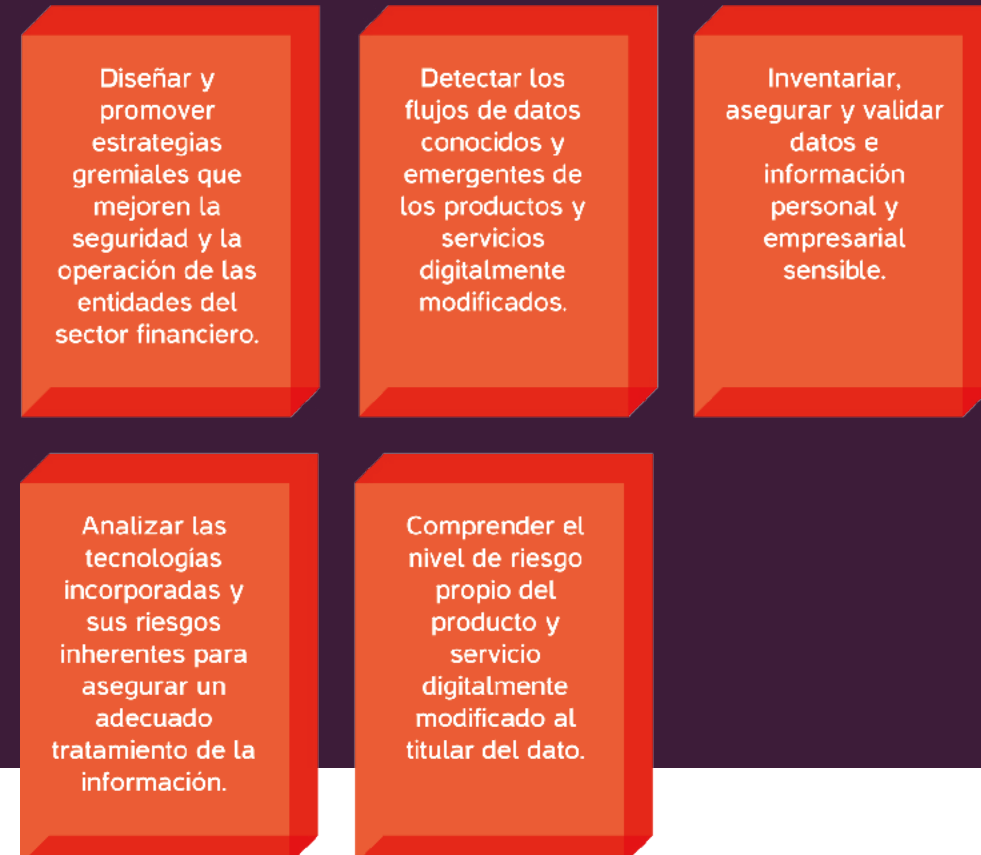 Diseñar y
promover
estrategias
gremiales que
mejoren la
seguridad y la
operación de las
entidades del
sector financiero.
Detectar los
flujos de datos
conocidos y
emergentes de
los productos y
servicios
digitalmente
modificados.
Inventariar,
asegurar y validar
datos e
información
personal y
empresarial
sensible.
Analizar las
tecnologías
incorporadas y
sus riesgos
inherentes para
asegurar un
adecuado
tratamiento de la
información.
Comprender el
nivel de riesgo
propio del
producto y
servicio
digitalmente
modificado al
titular del dato.